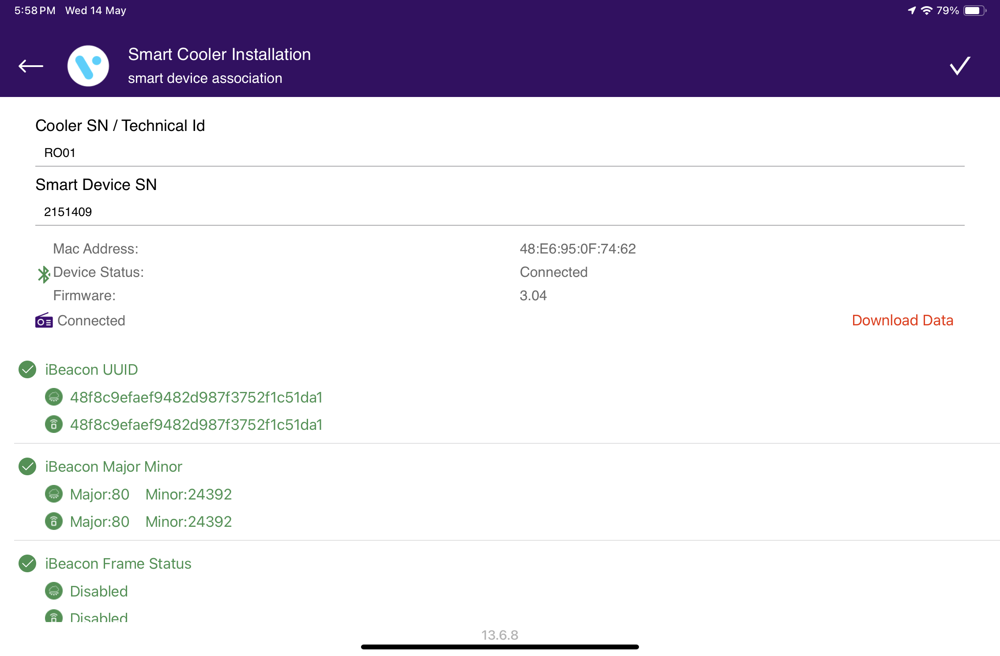 5:58 PM Wed 14 May 79%
Smart Cooler Installation
smart device association
Cooler SN / Technical Id
RO01
Smart Device SN
2151409
Mac Address: 48:E6:95:0F:74:62
Device Status: Connected
Firmware: 3.04
Connected Download Data
iBeacon UUID
48f8c9efaef9482d987f3752f1c51da1
48f8c9efaef9482d987f3752f1c51da1
iBeacon Major Minor
Major:80 Minor:24392
Major:80 Minor:24392
iBeacon Frame Status
Disabled
Disabled
13.6.8